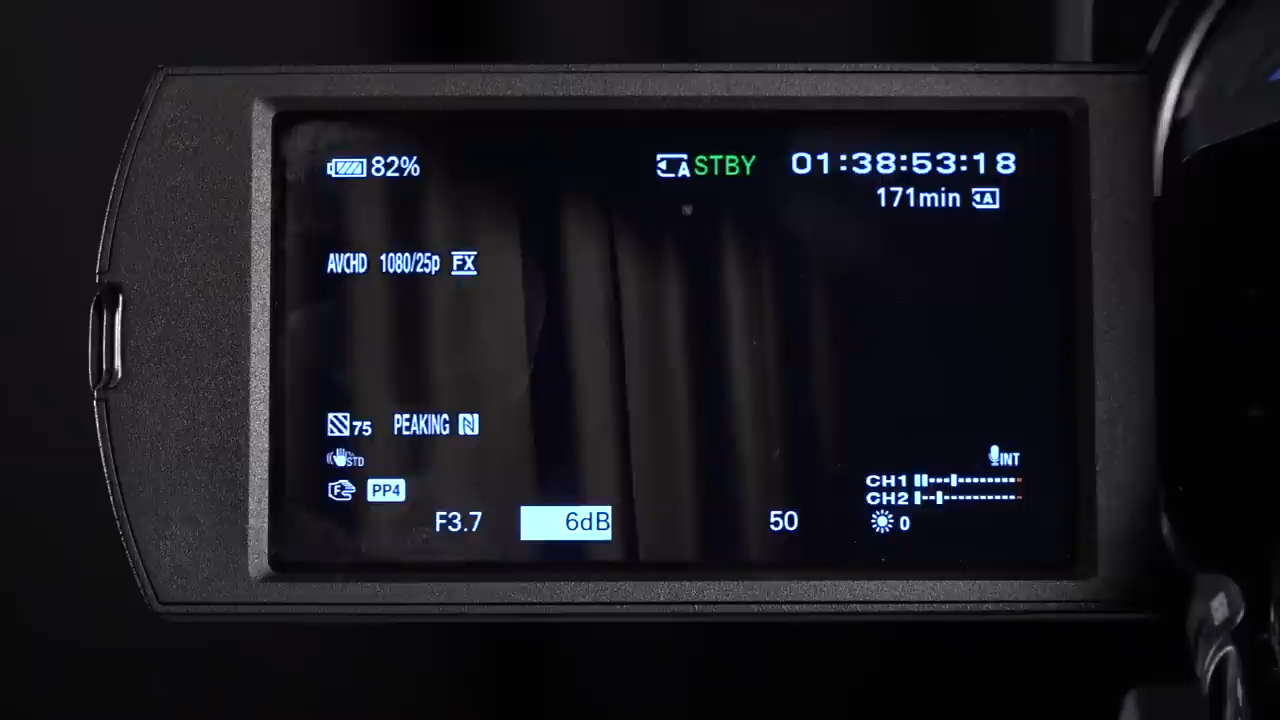 82% A STBY 01:38:53:18
171min A
AVCHD 1080/25p FX
75 PEAKING N
STD INT
F PP4 CH1
CH2
F3.7 6dB 50 0